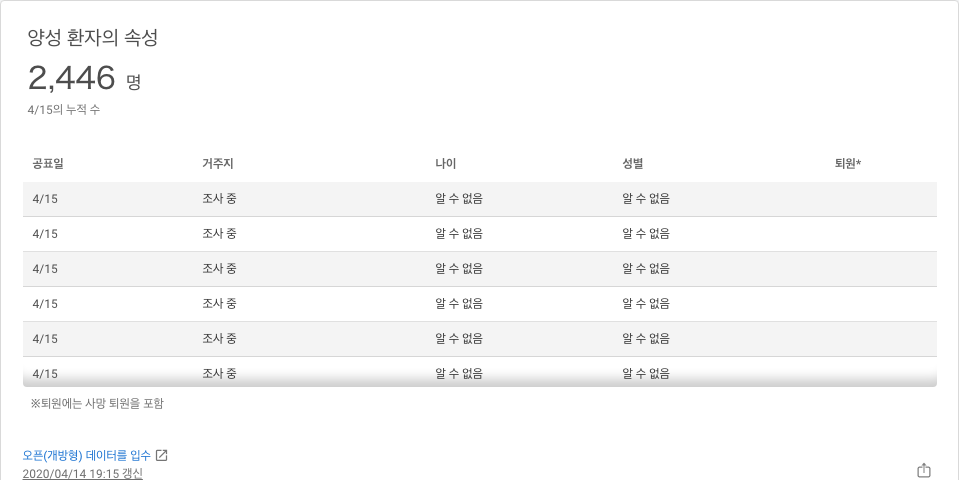 양성 환자의 속성
2,446 명
4/15의 누적 수
공표일 거주지 나이 성별 퇴원*
4/15 조사 중 알 수 없음 알 수 없음
4/15 조사 중 알 수 없음 알 수 없음
4/15 조사 중 알 수 없음 알 수 없음
4/15 조사 중 알 수 없음 알 수 없음
4/15 조사 중 알 수 없음 알 수 없음
4/15 조사 중 알 수 없음 알 수 없음
※퇴원에는 사망 퇴원을 포함
오픈(개방형) 데이터를 입수
2020/04/14 19:15 갱신